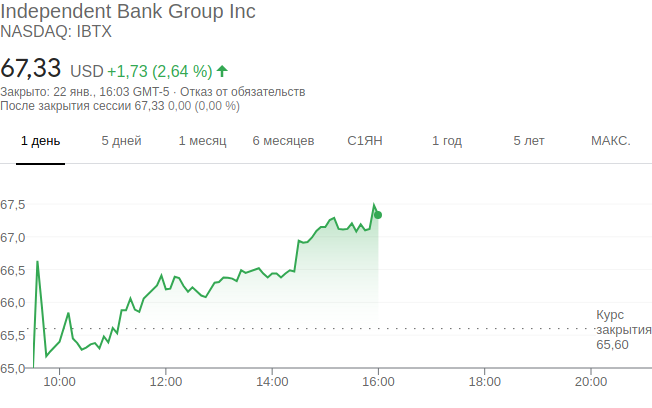 Independent Bank Group Inc
NASDAQ: IBTX
67,33 USD +1,73 (2,64 %)
Закрыто: 22 янв., 16:03 GMT-5 · Отказ от обязательств
После закрытия сессии 67,33 0,00 (0,00 %)
1 день 5 дней 1 месяц 6 месяцев С1ЯН 1 год 5 лет МАКС.
67,5
67,0
66,5
66,0
Курс
закрытия
65,60
65,5
65,0
10:00 12:00 14:00 16:00 18:00 20:00